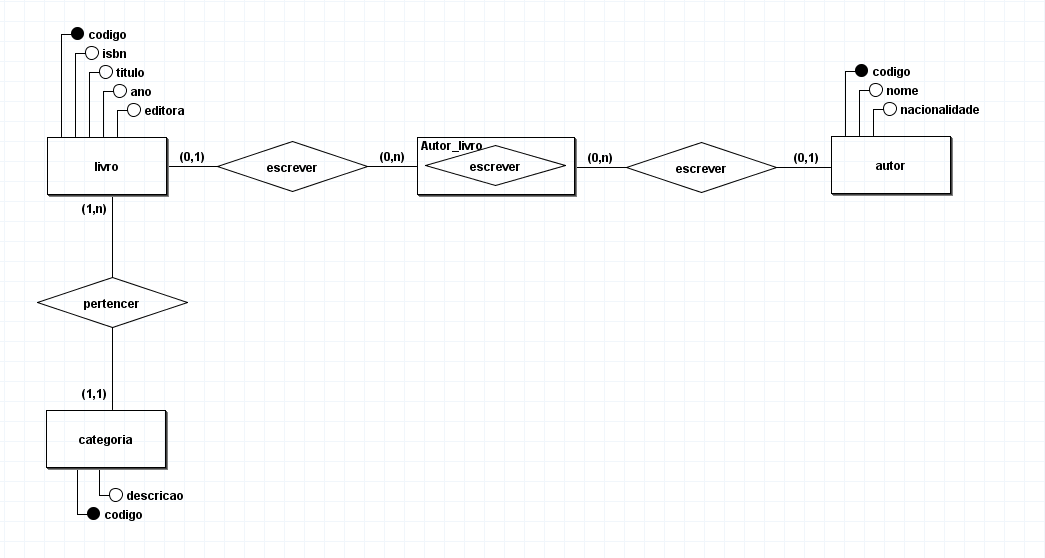 codigo
isbn
titulo
ano
editora
livro
(0,1)
escrever
(0,n)
Autor_livro
escrever
(0,n)
escrever
(0,1)
codigo
nome
nacionalidade
autor
(1,n)
pertencer
(1,1)
categoria
descricao
codigo